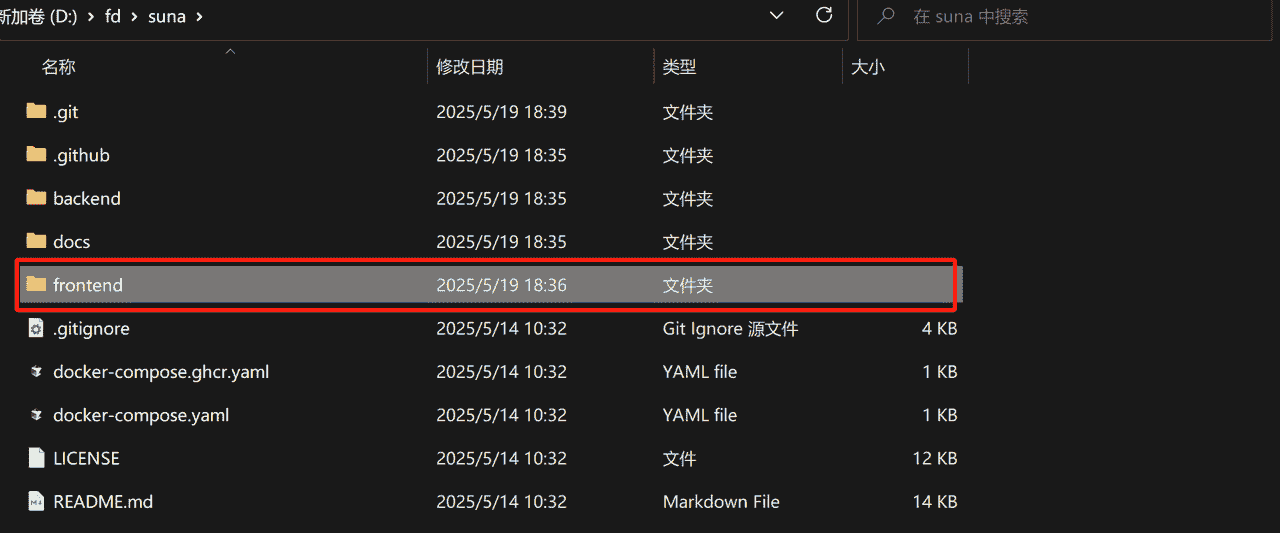 新加卷 (D:) › fd › suna › 在 suna 中搜索
名称 修改日期 类型 大小
.git 2025/5/19 18:39 文件夹
.github 2025/5/19 18:35 文件夹
backend 2025/5/19 18:35 文件夹
docs 2025/5/19 18:35 文件夹
frontend 2025/5/19 18:36 文件夹
.gitignore 2025/5/14 10:32 Git Ignore 源文件 4 KB
docker-compose.ghcr.yaml 2025/5/14 10:32 YAML file 1 KB
docker-compose.yaml 2025/5/14 10:32 YAML file 1 KB
LICENSE 2025/5/14 10:32 文件 12 KB
README.md 2025/5/14 10:32 Markdown File 14 KB